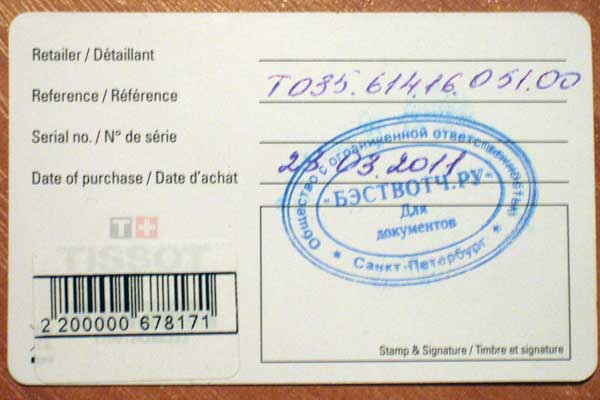 Retailer / Détaillant
Reference / Référence T035.614.16.051.00
Serial no. / N° de série
Date of purchase / Date d'achat 23 03.2011
Общество с ограниченной ответственностью
"БЭСТВОТЧ.РУ"
Для
документов
* Санкт-Петербург *
T+
TISSOT
2 200000 678171
Stamp & Signature / Timbre et signature